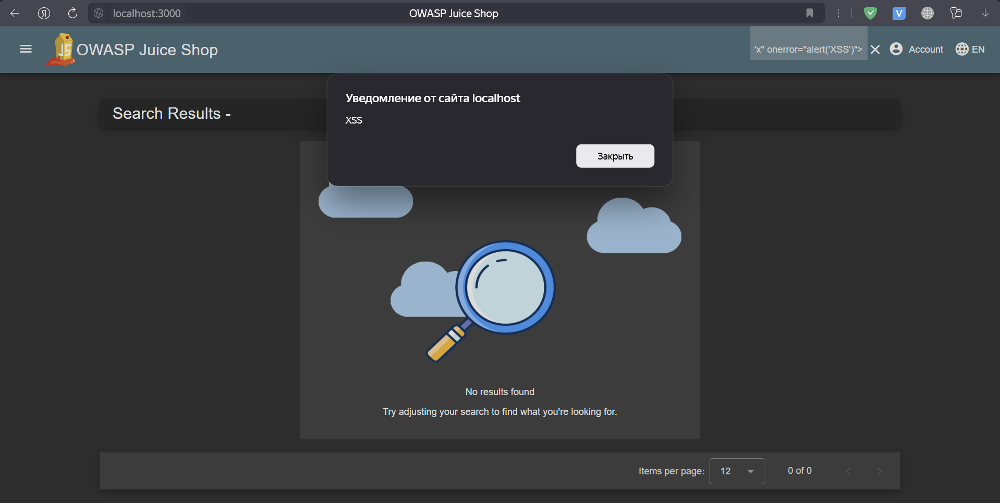 localhost:3000
OWASP Juice Shop
OWASP Juice Shop
'x" onerror="alert('XSS')">
Account
EN
Уведомление от сайта localhost
XSS
Закрыть
Search Results -
No results found
Try adjusting your search to find what you're looking for.
Items per page:
12
0 of 0